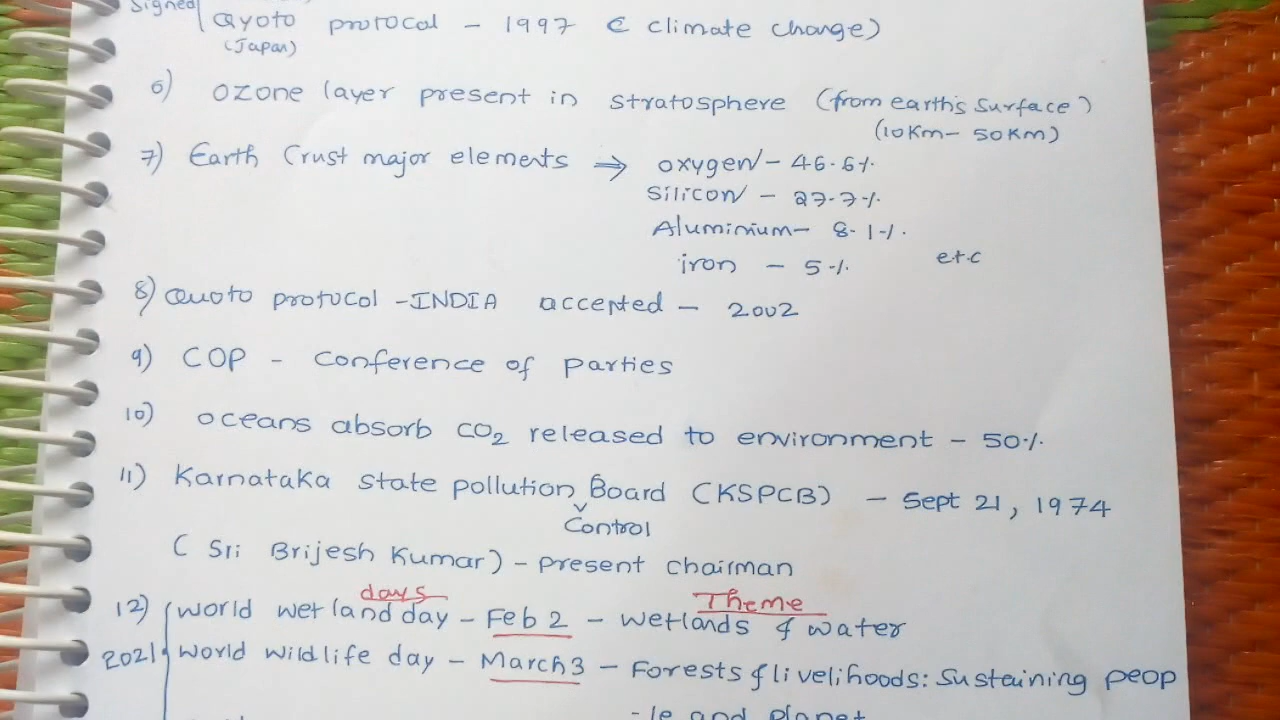 Signed
Qyoto protocol - 1997 (climate change)
(Japan)
6) Ozone layer present in stratosphere (from earth's surface)
(10Km - 50Km)
7) Earth Crust major elements ⇒ oxygen - 46.6%
Silicon - 27.7%
Aluminium - 8.1%.
iron - 5% etc
8) Quoto protocol - INDIA accepted - 2002
9) COP - Conference of parties
10) oceans absorb CO2 released to environment - 50%
11) Karnataka state pollution Board (KSPCB) - Sept 21, 1974
Control
( Sri Brijesh Kumar) - present chairman
days Theme
12) World wetland day - Feb 2 - wetlands & water
2021 World wildlife day - March 3 - Forests & livelihoods: Sustaining peop
-le and planet